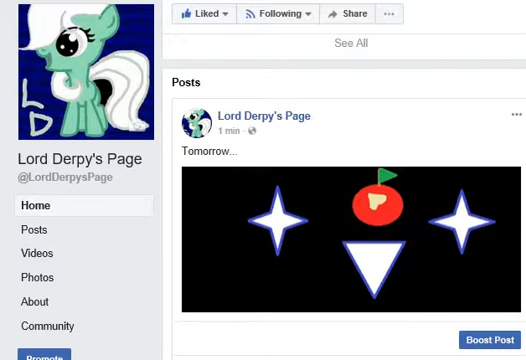 Liked
Following
Share
See All
L
D
Posts
Lord Derpy's Page
1 min
Tomorrow...
Lord Derpy's Page
@LordDerpysPage
Home
Posts
Videos
Photos
About
Community
Promote
Boost Post